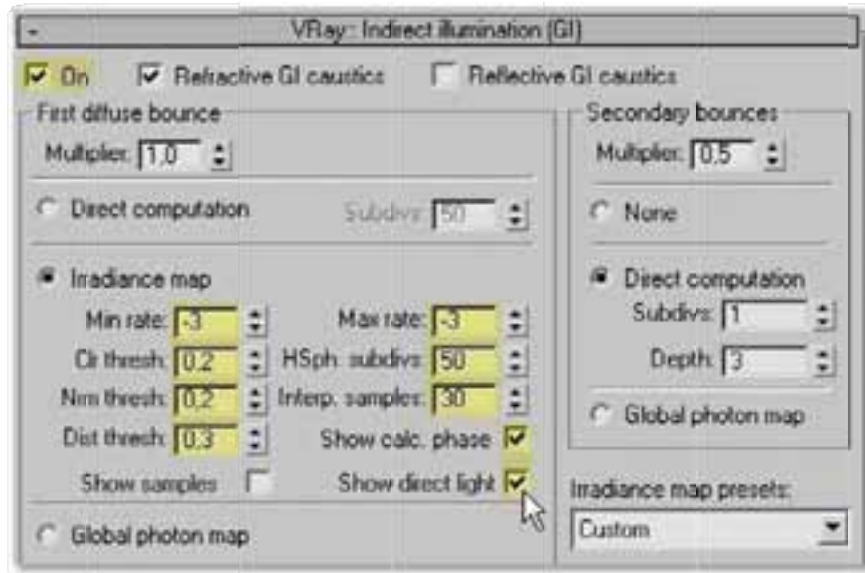 - VRay:: Indirect illumination (GI)
On Refractive GI caustics Reflective GI caustics
First diffuse bounce
Multiplier: 1,0
Direct computation Subdivs: 50
Irradiance map
Min rate: -3 Max rate: -3
Clr thresh: 0,2 HSph. subdivs: 50
Nrm thresh: 0,2 Interp. samples: 30
Dist thresh: 0,3 Show calc. phase
Show samples Show direct light
Global photon map
Secondary bounces
Multiplier: 0,5
None
Direct computation
Subdivs: 1
Depth: 3
Global photon map
Irradiance map presets:
Custom